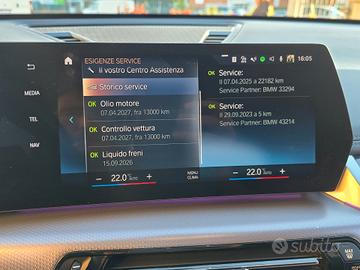 16:05
ESIGENZE SERVICE
Il vostro Centro Assistenza
Storico service
OK Olio motore
07.04.2027, fra 13000 km
OK Controllo vettura
07.04.2027, fra 13000 km
OK Liquido freni
15.09.2026
OK Service:
Il 07.04.2025 a 22182 km
Service Partner: BMW 33294
OK Service:
Il 29.09.2023 a 5 km
Service Partner: BMW 43214
MEDIA
TEL
NAV
22.0 AUTO
MENU
CLIMA
22.0 AUTO
subito